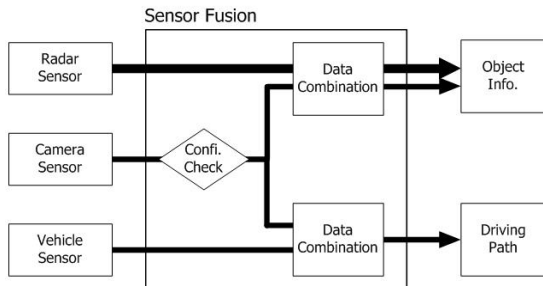 Sensor Fusion
Radar
Sensor
Data
Combination
Object
Info.
Camera
Sensor
Confi.
Check
Vehicle
Sensor
Data
Combination
Driving
Path